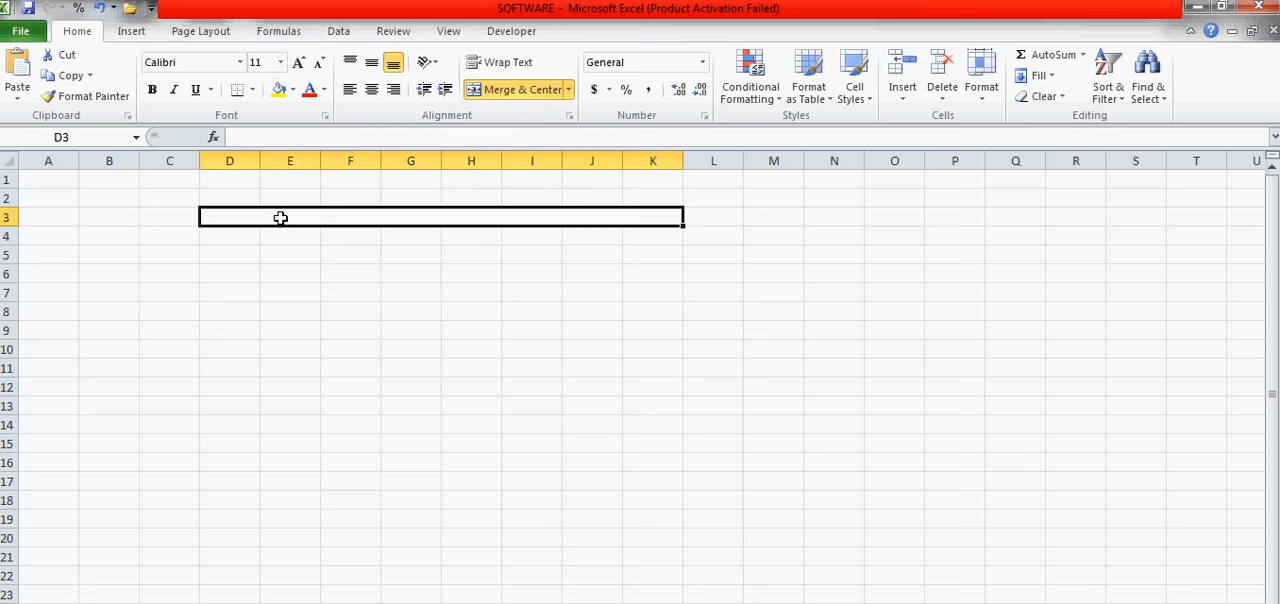 SOFTWARE - Microsoft Excel (Product Activation Failed)
File Home Insert Page Layout Formulas Data Review View Developer
Paste Cut Copy Format Painter Clipboard
Calibri 11 B I U A Font
Wrap Text Merge & Center Alignment
General $ % , Number
Conditional Formatting Format as Table Cell Styles Styles
Insert Delete Format Cells
Σ AutoSum Fill Clear Sort & Filter Find & Select Editing
D3 fx
A B C D E F G H I J K L M N O P Q R S T U
1
2
3
4
5
6
7
8
9
10
11
12
13
14
15
16
17
18
19
20
21
22
23